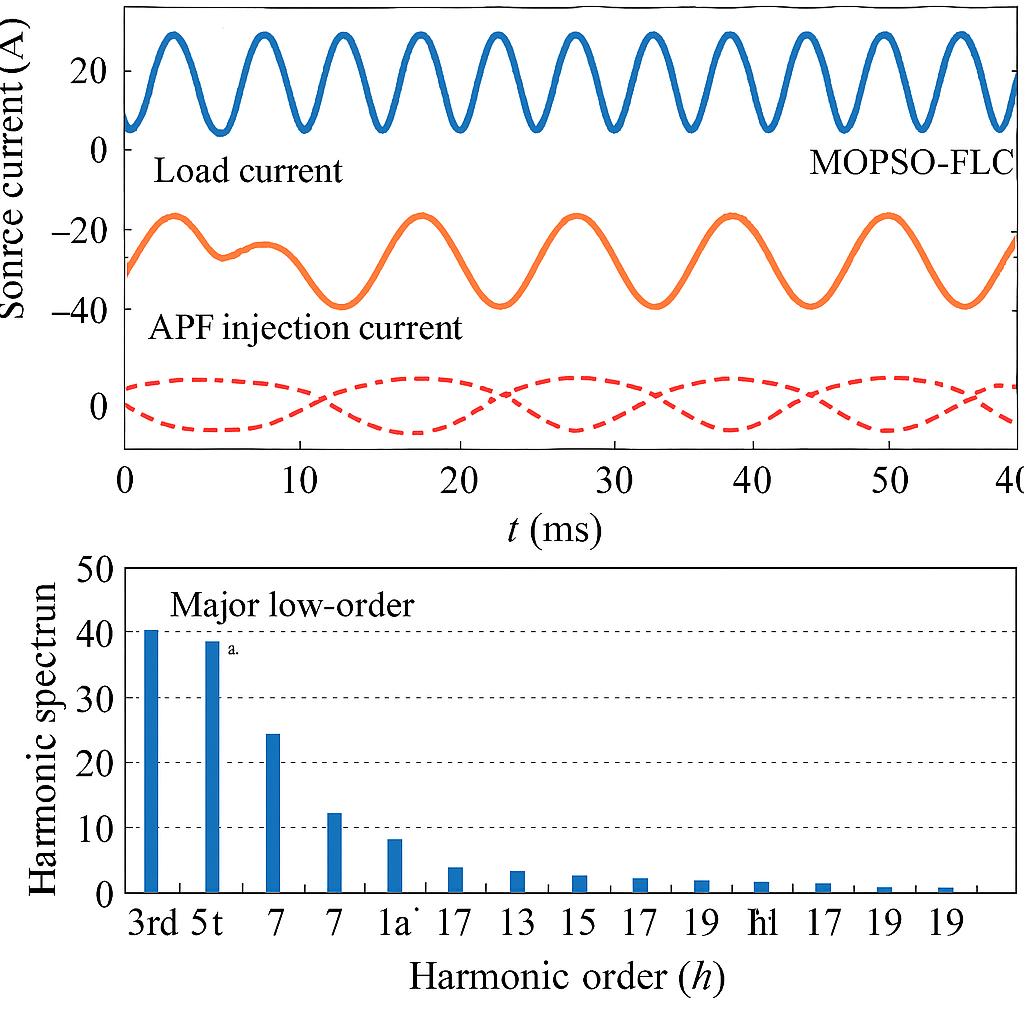 Sonrce current (A)
20
0
−20
−40
0
Load current
MOPSO-FLC
APF injection current
0 10 20 30 40 50 40
t (ms)
Harmonic spectrun
50
40
30
20
10
0
Major low-order
a.
3rd 5t 7 7 1a 17 13 15 17 19 17 19 19
Harmonic order (h)